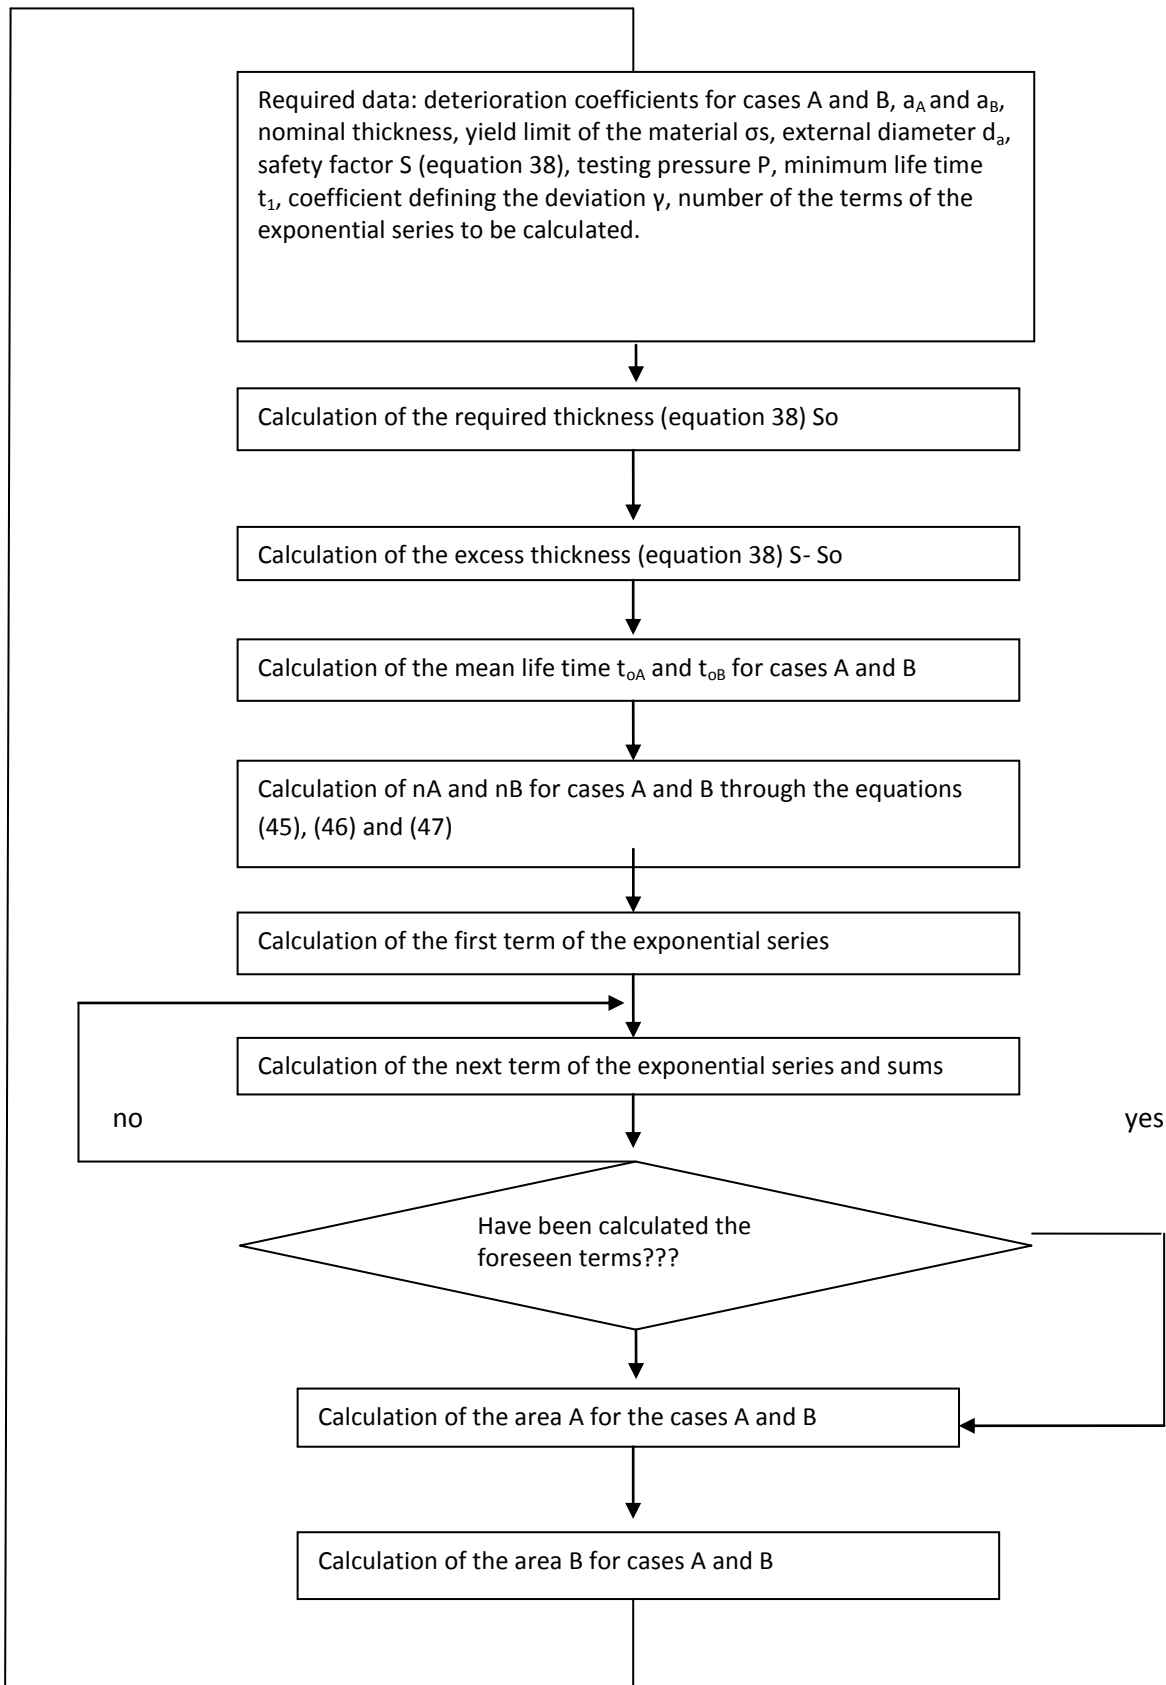 Required data: deterioration coefficients for cases A and B, aA and aB,
nominal thickness, yield limit of the material σs, external diameter da,
safety factor S (equation 38), testing pressure P, minimum life time
t1, coefficient defining the deviation γ, number of the terms of the
exponential series to be calculated.
Calculation of the required thickness (equation 38) So
Calculation of the excess thickness (equation 38) S- So
Calculation of the mean life time toA and toB for cases A and B
Calculation of nA and nB for cases A and B through the equations
(45), (46) and (47)
Calculation of the first term of the exponential series
Calculation of the next term of the exponential series and sums
no
yes
Have been calculated the
foreseen terms???
Calculation of the area A for the cases A and B
Calculation of the area B for cases A and B